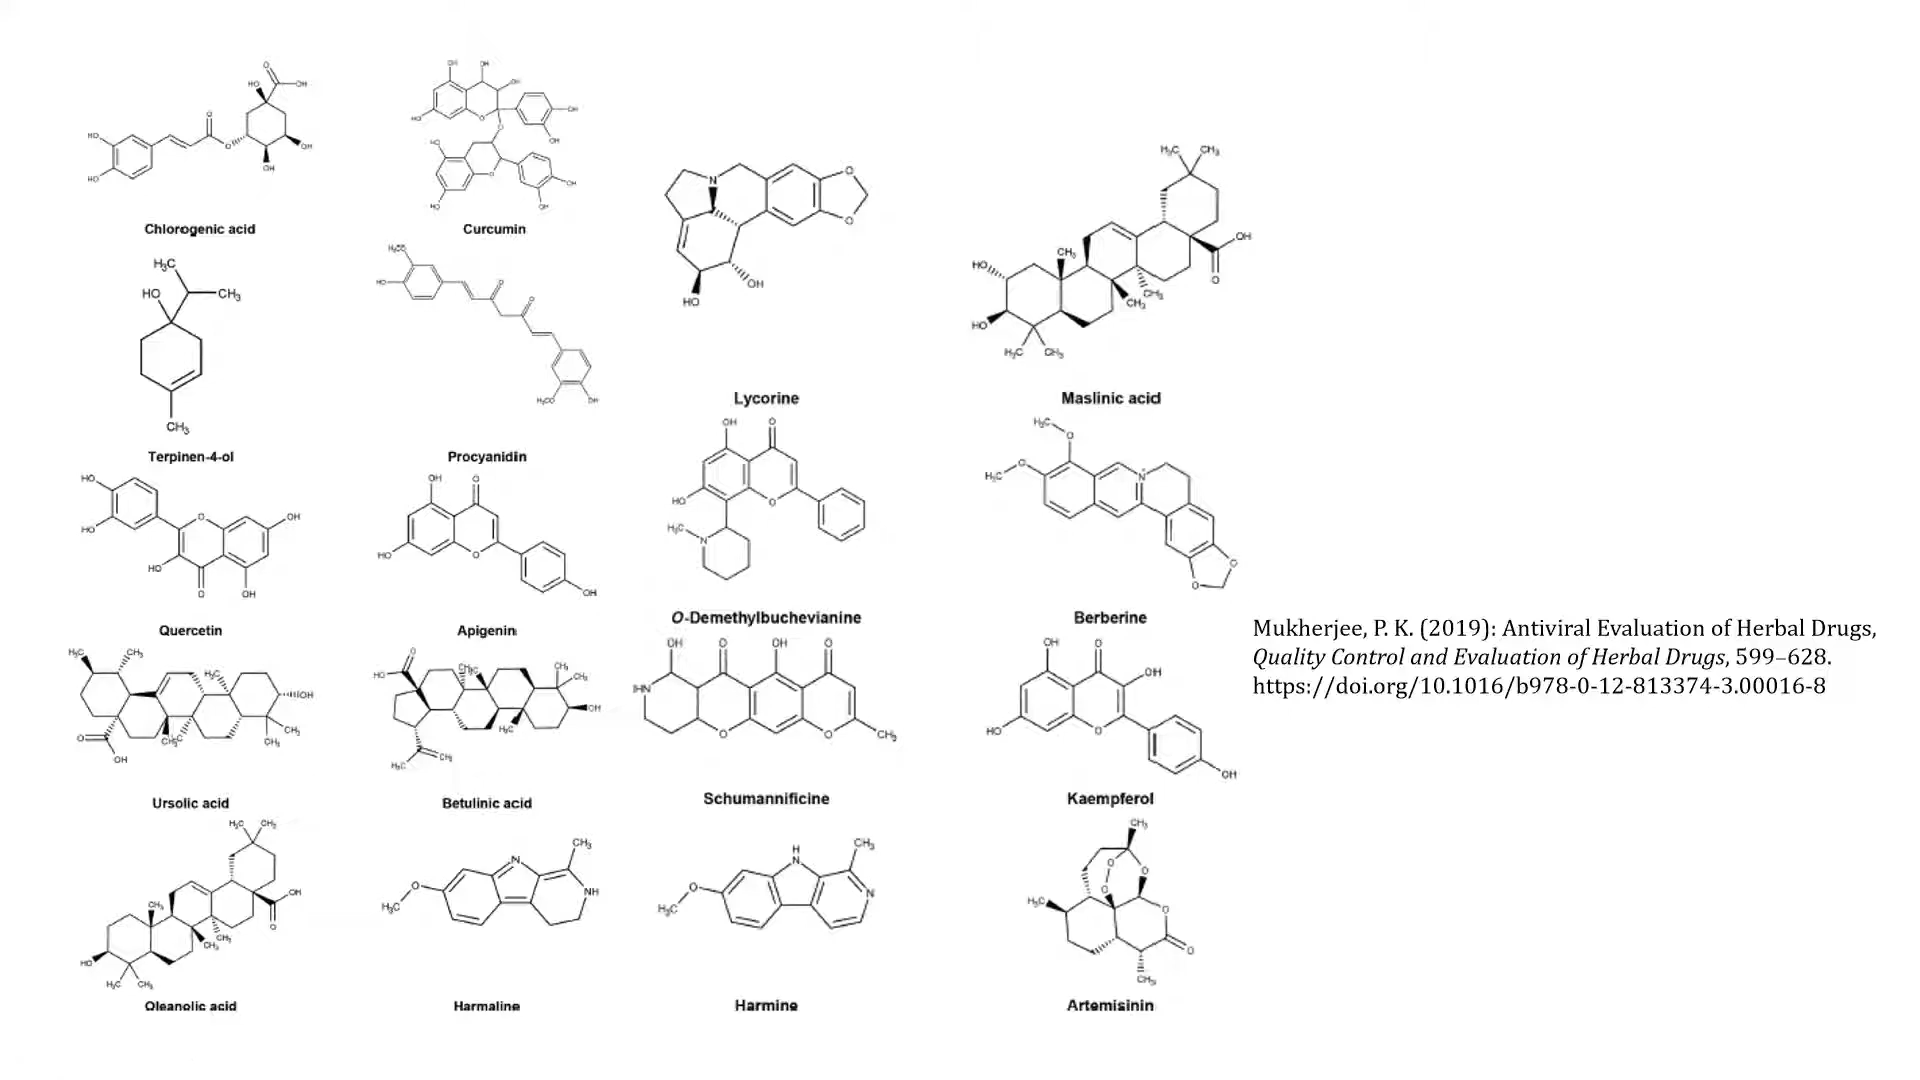 Chlorogenic acid
Curcumin
Lycorine
Maslinic acid
Terpinen-4-ol
Procyanidin
Quercetin
Apigenin
O-Demethylbuchevianine
Berberine
Ursolic acid
Betulinic acid
Schumannificine
Kaempferol
Oleanolic acid
Harmaline
Harmine
Artemisinin
Mukherjee, P. K. (2019): Antiviral Evaluation of Herbal Drugs,
Quality Control and Evaluation of Herbal Drugs, 599–628.
https://doi.org/10.1016/b978-0-12-813374-3.00016-8